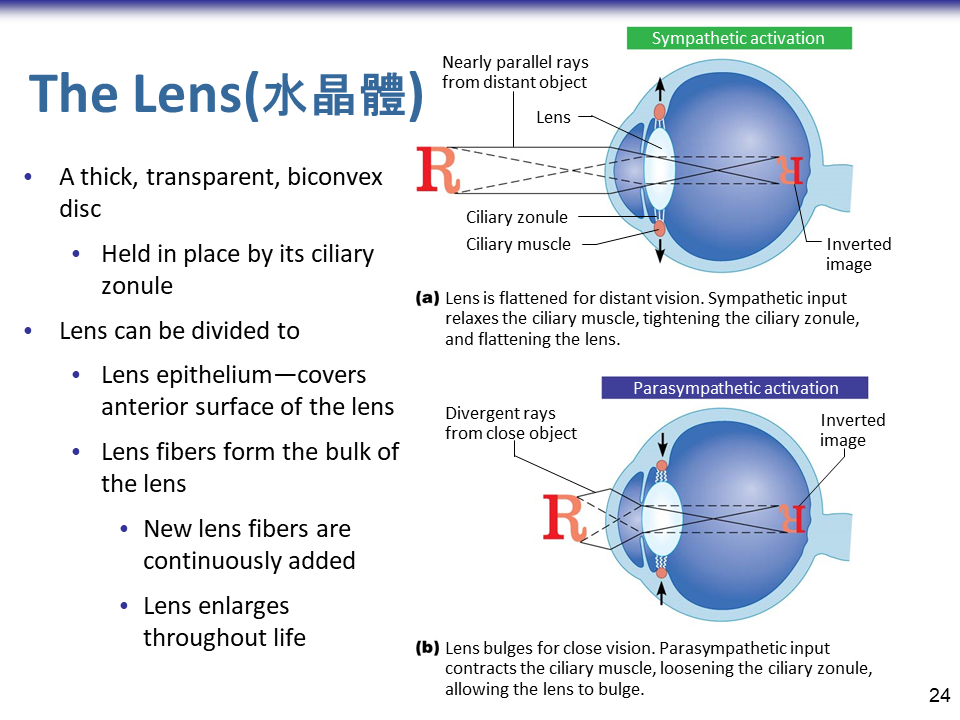 The Lens(水晶體)
• A thick, transparent, biconvex
disc
• Held in place by its ciliary
zonule
• Lens can be divided to
• Lens epithelium—covers
anterior surface of the lens
• Lens fibers form the bulk of
the lens
• New lens fibers are
continuously added
• Lens enlarges
throughout life
Sympathetic activation
Nearly parallel rays
from distant object
Lens
R
R
Ciliary zonule
Ciliary muscle
Inverted
image
(a) Lens is flattened for distant vision. Sympathetic input
relaxes the ciliary muscle, tightening the ciliary zonule,
and flattening the lens.
Parasympathetic activation
Divergent rays
from close object
Inverted
image
R
R
(b) Lens bulges for close vision. Parasympathetic input
contracts the ciliary muscle, loosening the ciliary zonule,
allowing the lens to bulge.
24